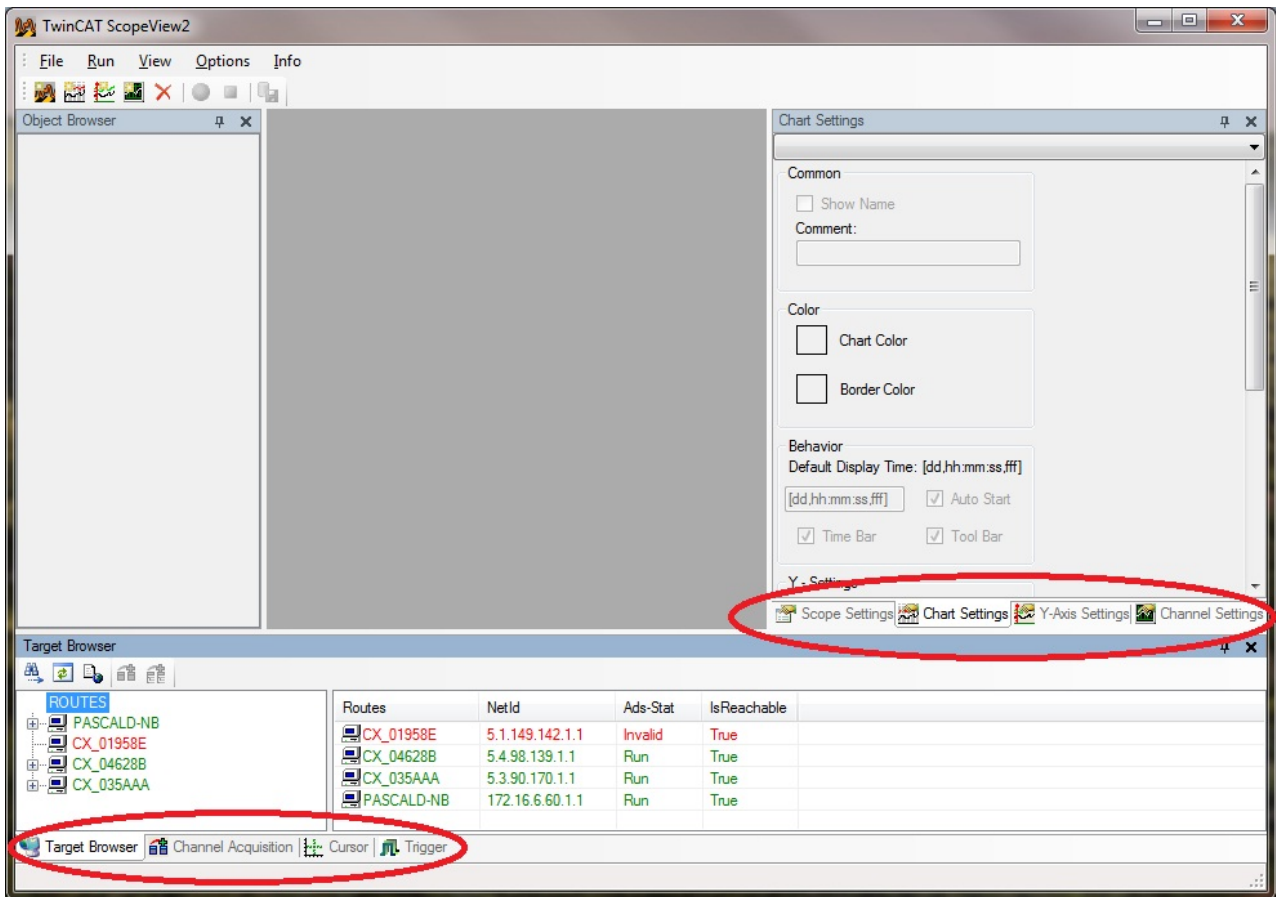 TwinCAT ScopeView2
File Run View Options Info
Object Browser
Chart Settings
Common
Show Name
Comment:
Color
Chart Color
Border Color
Behavior
Default Display Time: [dd,hh:mm:ss,fff]
[dd,hh:mm:ss,fff] Auto Start
Time Bar Tool Bar
Y - Settings
Scope Settings Chart Settings Y-Axis Settings Channel Settings
Target Browser
ROUTES
PASCALD-NB
CX_01958E
CX_04628B
CX_035AAA
Routes NetId Ads-Stat IsReachable
CX_01958E 5.1.149.142.1.1 Invalid True
CX_04628B 5.4.98.139.1.1 Run True
CX_035AAA 5.3.90.170.1.1 Run True
PASCALD-NB 172.16.6.60.1.1 Run True
Target Browser Channel Acquisition Cursor Trigger